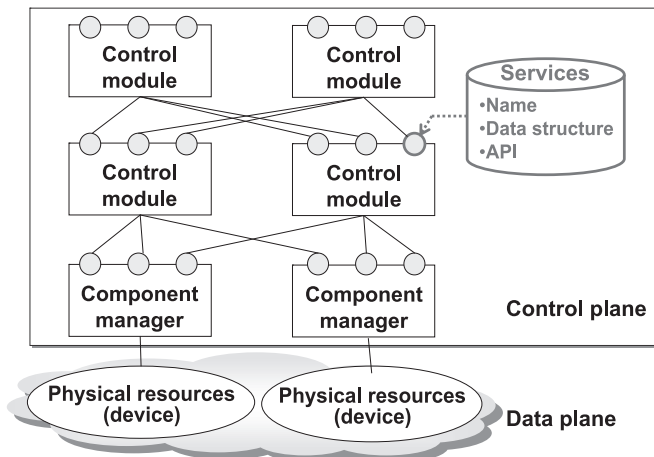 Control
module
Control
module
Services
•Name
•Data structure
•API
Control
module
Control
module
Component
manager
Component
manager
Control plane
Physical resources
(device)
Physical resources
(device)
Data plane